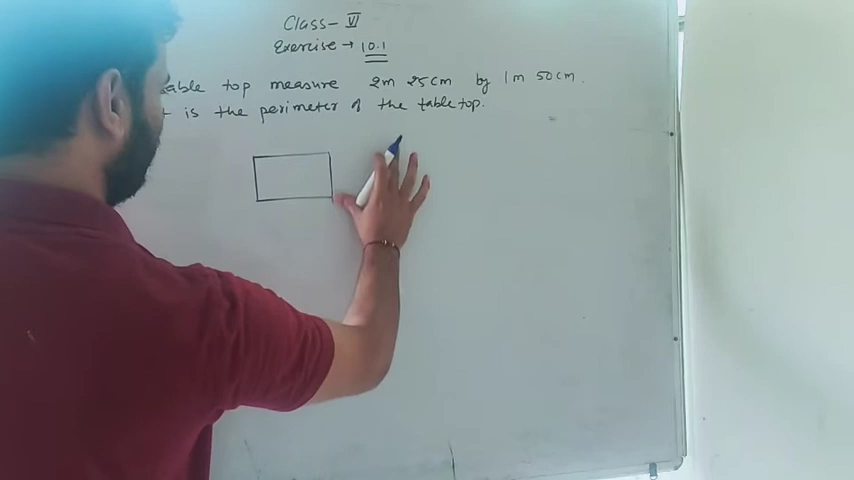 Class- VI
Exercise → 10.1
table top measure 2m 25cm by 1m 50cm.
is the perimeter of the table top.